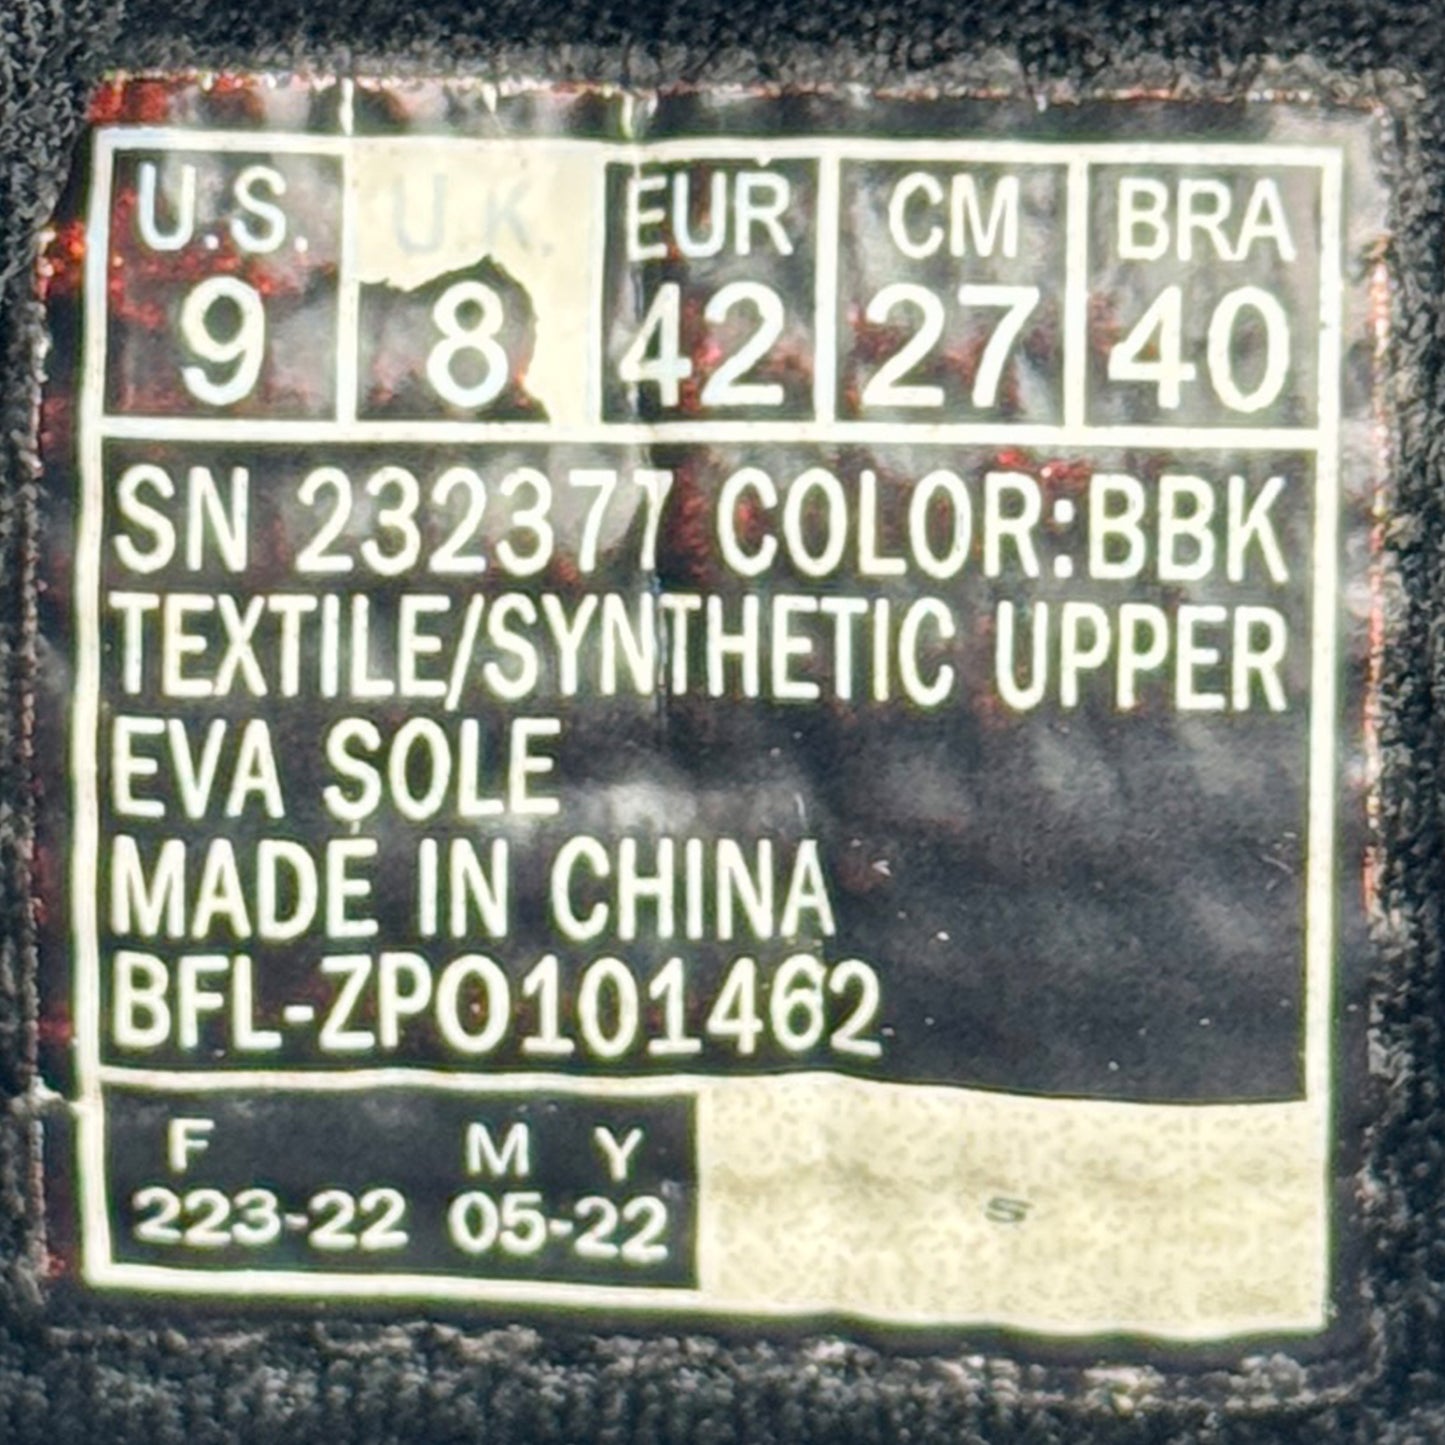 U.S. U.K. EUR CM BRA
9 8 42 27 40
SN 232377 COLOR:BBK
TEXTILE/SYNTHETIC UPPER
EVA SOLE
MADE IN CHINA
BFL-ZPO101462
F M Y
223-22 05-22
S